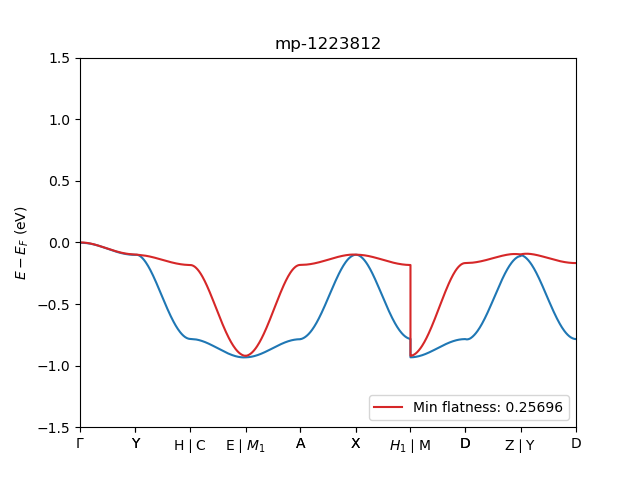 mp-1223812
E − E_F (eV)
1.5
1.0
0.5
0.0
−0.5
−1.0
−1.5
Min flatness: 0.25696
Γ Y H | C E | M₁ A X H₁ | M D Z | Y D